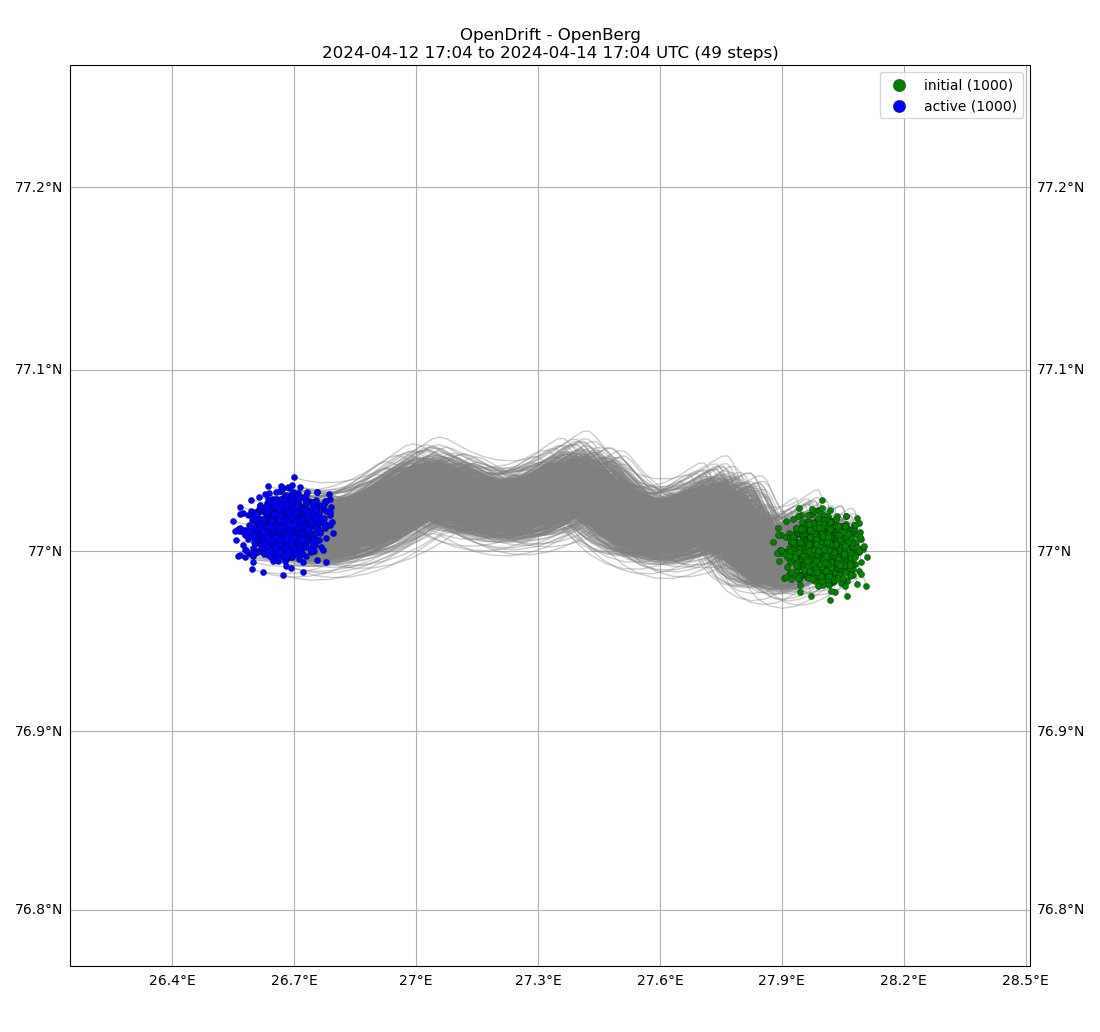 OpenDrift - OpenBerg
2024-04-12 17:04 to 2024-04-14 17:04 UTC (49 steps)
initial (1000)
active (1000)
77.2°N 77.2°N
77.1°N 77.1°N
77°N 77°N
76.9°N 76.9°N
76.8°N 76.8°N
26.4°E 26.7°E 27°E 27.3°E 27.6°E 27.9°E 28.2°E 28.5°E